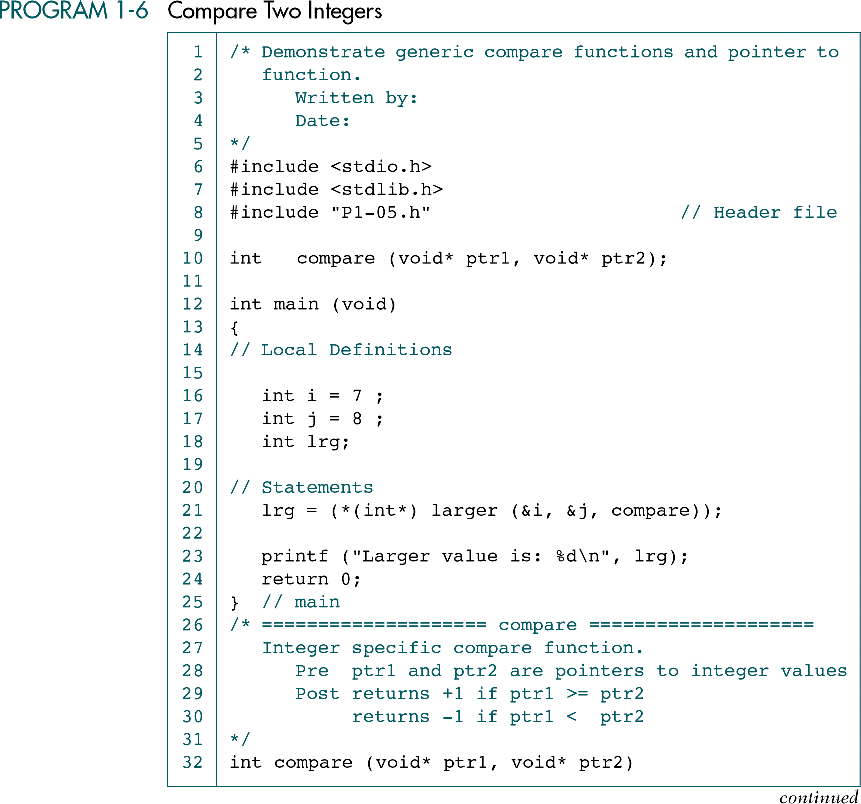 PROGRAM 1-6 Compare Two Integers
1 /* Demonstrate generic compare functions and pointer to
2 function.
3 Written by:
4 Date:
5 */
6 #include <stdio.h>
7 #include <stdlib.h>
8 #include "P1-05.h" // Header file
9
10 int compare (void* ptr1, void* ptr2);
11
12 int main (void)
13 {
14 // Local Definitions
15
16 int i = 7 ;
17 int j = 8 ;
18 int lrg;
19
20 // Statements
21 lrg = (*(int*) larger (&i, &j, compare));
22
23 printf ("Larger value is: %d\n", lrg);
24 return 0;
25 } // main
26 /* ==================== compare ====================
27 Integer specific compare function.
28 Pre ptr1 and ptr2 are pointers to integer values
29 Post returns +1 if ptr1 >= ptr2
30 returns -1 if ptr1 < ptr2
31 */
32 int compare (void* ptr1, void* ptr2)
continued